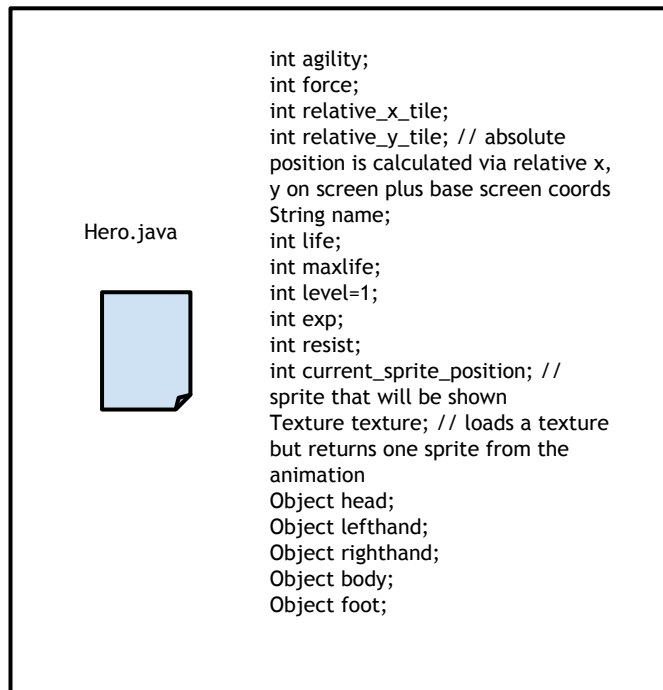 int agility;
int force;
int relative_x_tile;
int relative_y_tile; // absolute
position is calculated via relative x,
y on screen plus base screen coords
String name;
Hero.java
int life;
int maxlife;
int level=1;
int exp;
int resist;
int current_sprite_position; //
sprite that will be shown
Texture texture; // loads a texture
but returns one sprite from the
animation
Object head;
Object lefthand;
Object righthand;
Object body;
Object foot;